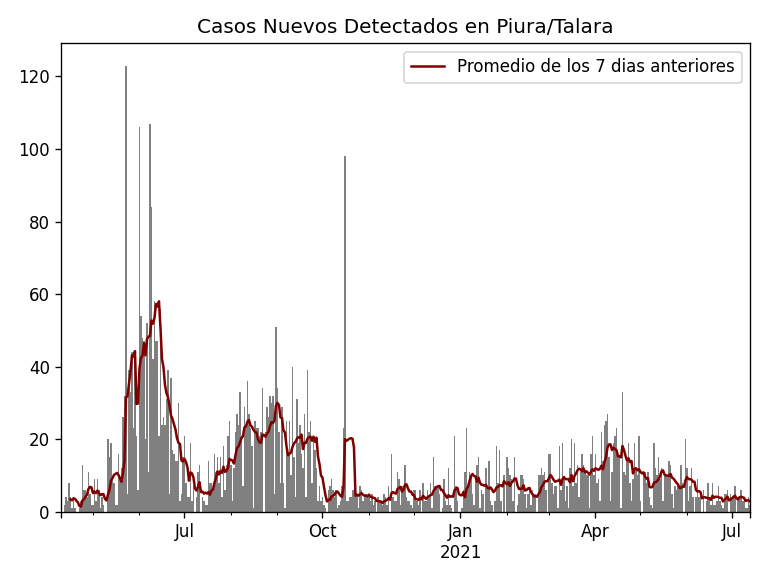 Casos Nuevos Detectados en Piura/Talara
Promedio de los 7 dias anteriores
120
100
80
60
40
20
0
Jul
Oct
Jan
2021
Apr
Jul